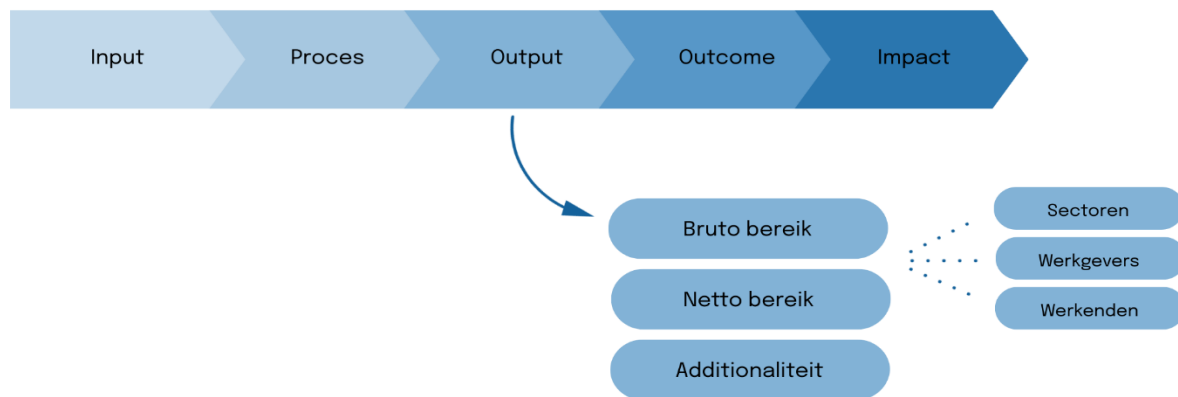 Input
Proces
Output
Outcome
Impact
Bruto bereik
Netto bereik
Additionaliteit
Sectoren
Werkgevers
Werkenden